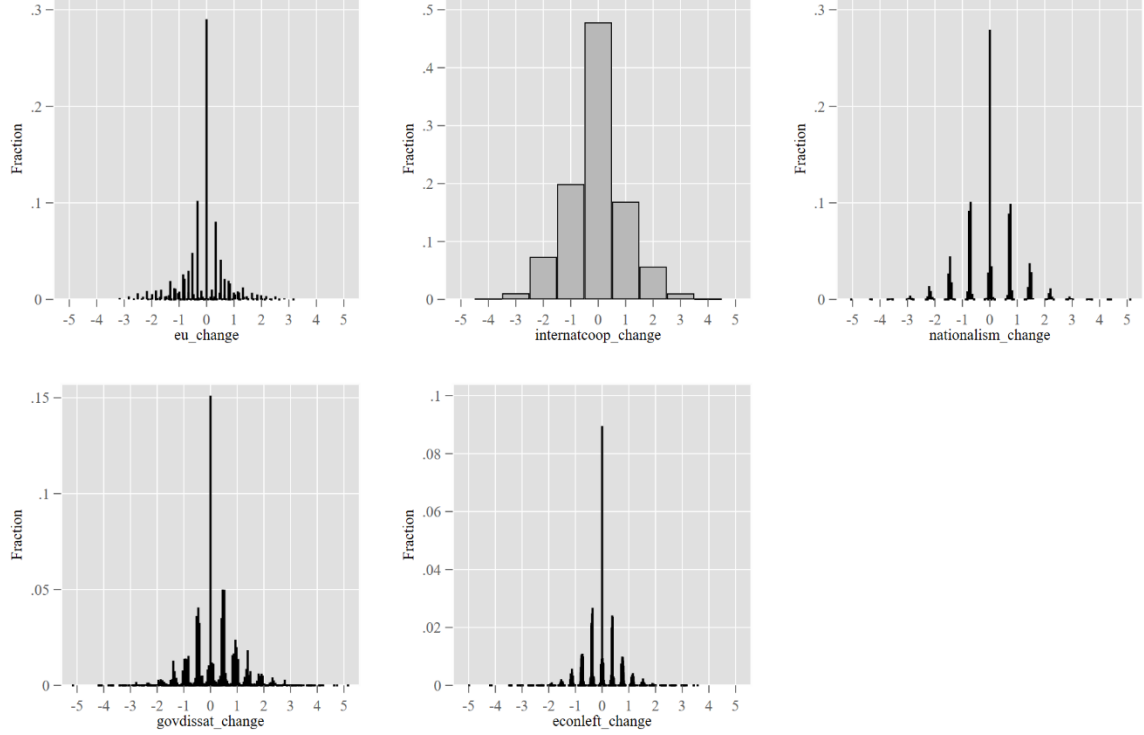 .3
.2
.1
0
Fraction
-5 -4 -3 -2 -1 0 1 2 3 4 5
eu_change
.5
.4
.3
.2
.1
0
Fraction
-5 -4 -3 -2 -1 0 1 2 3 4 5
internatcoop_change
.3
.2
.1
0
Fraction
-5 -4 -3 -2 -1 0 1 2 3 4 5
nationalism_change
.15
.1
.05
0
Fraction
-5 -4 -3 -2 -1 0 1 2 3 4 5
govdissat_change
.1
.08
.06
.04
.02
0
Fraction
-5 -4 -3 -2 -1 0 1 2 3 4 5
econleft_change